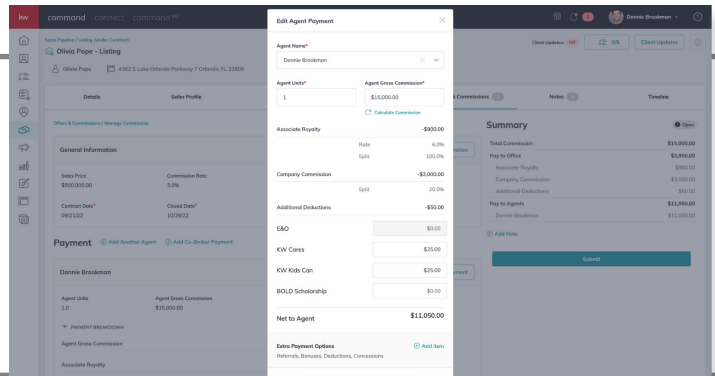 kw command connect command MC Donnie Brookman
Sales Pipeline / Listing (Under Contract)
Olivia Pope - Listing
Client Updates Off 0/5 Client Updates
Olivia Pope 4362 S Lake Orlando Parkway 7 Orlando, FL 32808
Details Seller Profile & Commissions Notes Timeline
Offers & Commissions / Manage Commission
General Information
Sales Price Commission Rate
$500,000.00 3.0%
Contract Date* Closed Date*
09/21/22 10/28/22
Payment Add Another Agent Add Co-Broker Payment
Donnie Brookman
Agent Units Agent Gross Commission
1.0 $15,000.00
PAYMENT BREAKDOWN
Agent Gross Commission
Associate Royalty
Edit Agent Payment
Agent Name*
Donnie Brookman
Agent Units* Agent Gross Commission*
1 $15,000.00
Calculate Commission
Associate Royalty -$900.00
Rate 6.0%
Split 100.0%
Company Commission -$3,000.00
Split 20.0%
Additional Deductions -$50.00
E&O $0.00
KW Cares $25.00
KW Kids Can $25.00
BOLD Scholarship $0.00
Net to Agent $11,050.00
Extra Payment Options Add Item
Referrals, Bonuses, Deductions, Concessions
Summary Open
Total Commission $15,000.00
Pay to Office $3,950.00
Associate Royalty $900.00
Company Commission $3,000.00
Additional Deductions $50.00
Pay to Agents $11,050.00
Donnie Brookman $11,050.00
Add Note
Submit